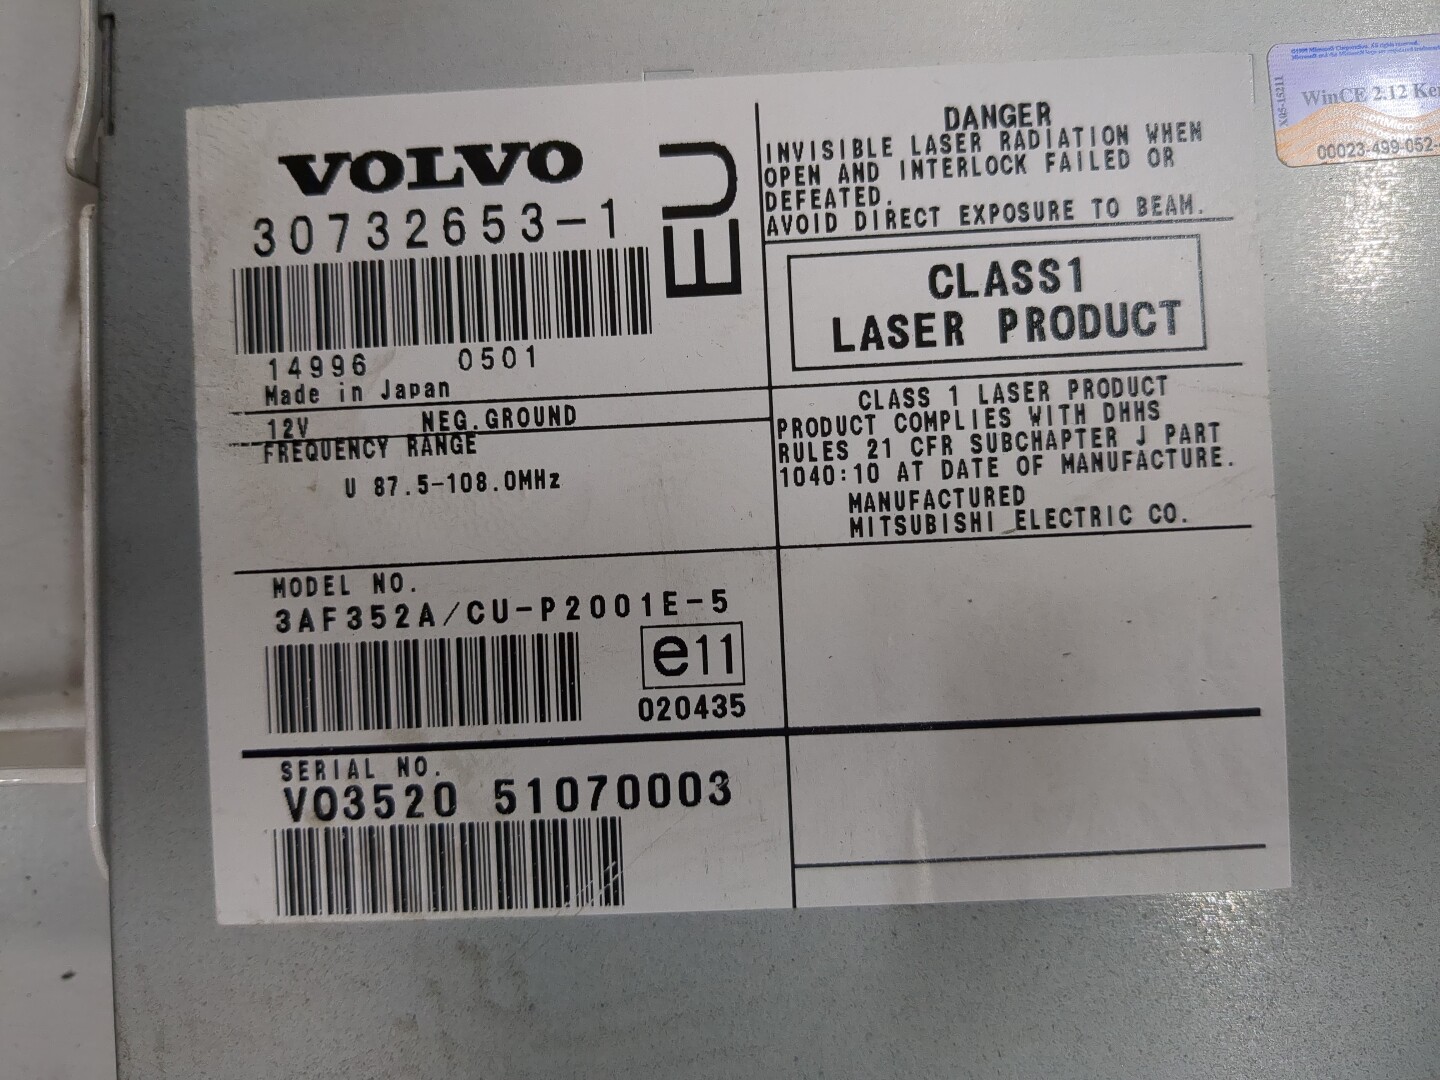 VOLVO
EU
30732653-1
14996 0501
Made in Japan
12V NEG.GROUND
FREQUENCY RANGE
U 87.5-108.0MHz
MODEL NO.
3AF352A/CU-P2001E-5
e11
020435
SERIAL NO.
V03520 51070003
DANGER
INVISIBLE LASER RADIATION WHEN
OPEN AND INTERLOCK FAILED OR
DEFEATED.
AVOID DIRECT EXPOSURE TO BEAM.
CLASS1
LASER PRODUCT
CLASS 1 LASER PRODUCT
PRODUCT COMPLIES WITH DHHS
RULES 21 CFR SUBCHAPTER J PART
1040:10 AT DATE OF MANUFACTURE.
MANUFACTURED
MITSUBISHI ELECTRIC CO.
X05-15211
WinCE 2.12
00023-499-052-